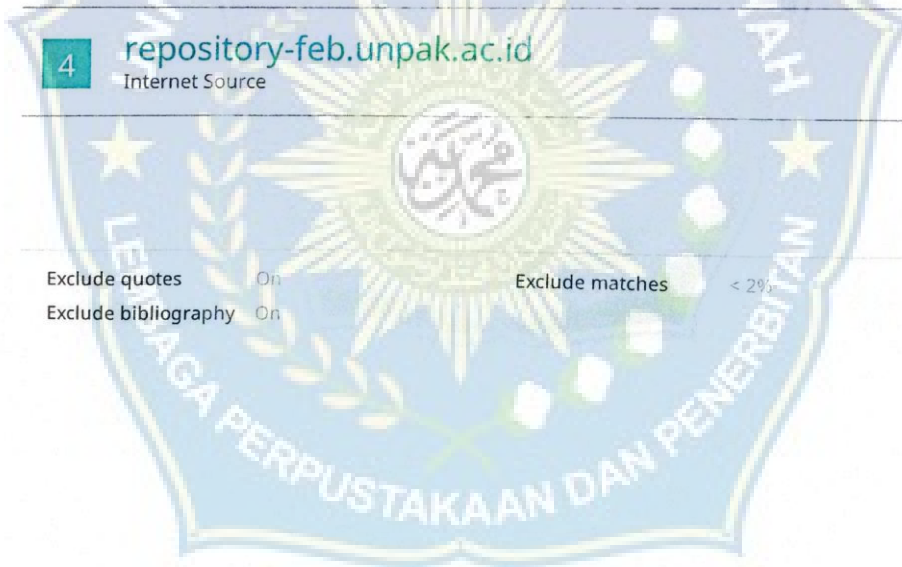 4 repository-feb.unpak.ac.id
Internet Source
Exclude quotes On
Exclude matches < 2%
Exclude bibliography On
LEMBAGA PERPUSTAKAAN DAN PENERBITAN